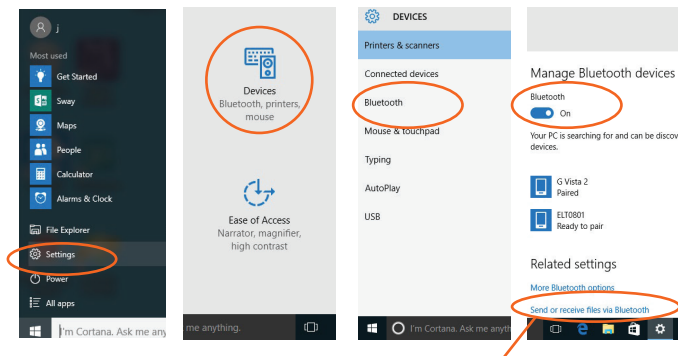 j
Most used
Get Started
Sway
Maps
People
Calculator
Alarms & Clock
File Explorer
Settings
Power
All apps
I'm Cortana. Ask me any
Devices
Bluetooth, printers,
mouse
Ease of Access
Narrator, magnifier,
high contrast
me anything.
DEVICES
Printers & scanners
Connected devices
Bluetooth
Mouse & touchpad
Typing
AutoPlay
USB
I'm Cortana. Ask me anyth
Manage Bluetooth devices
Bluetooth
On
Your PC is searching for and can be discov
devices.
G Vista 2
Paired
ELT0801
Ready to pair
Related settings
More Bluetooth options
Send or receive files via Bluetooth